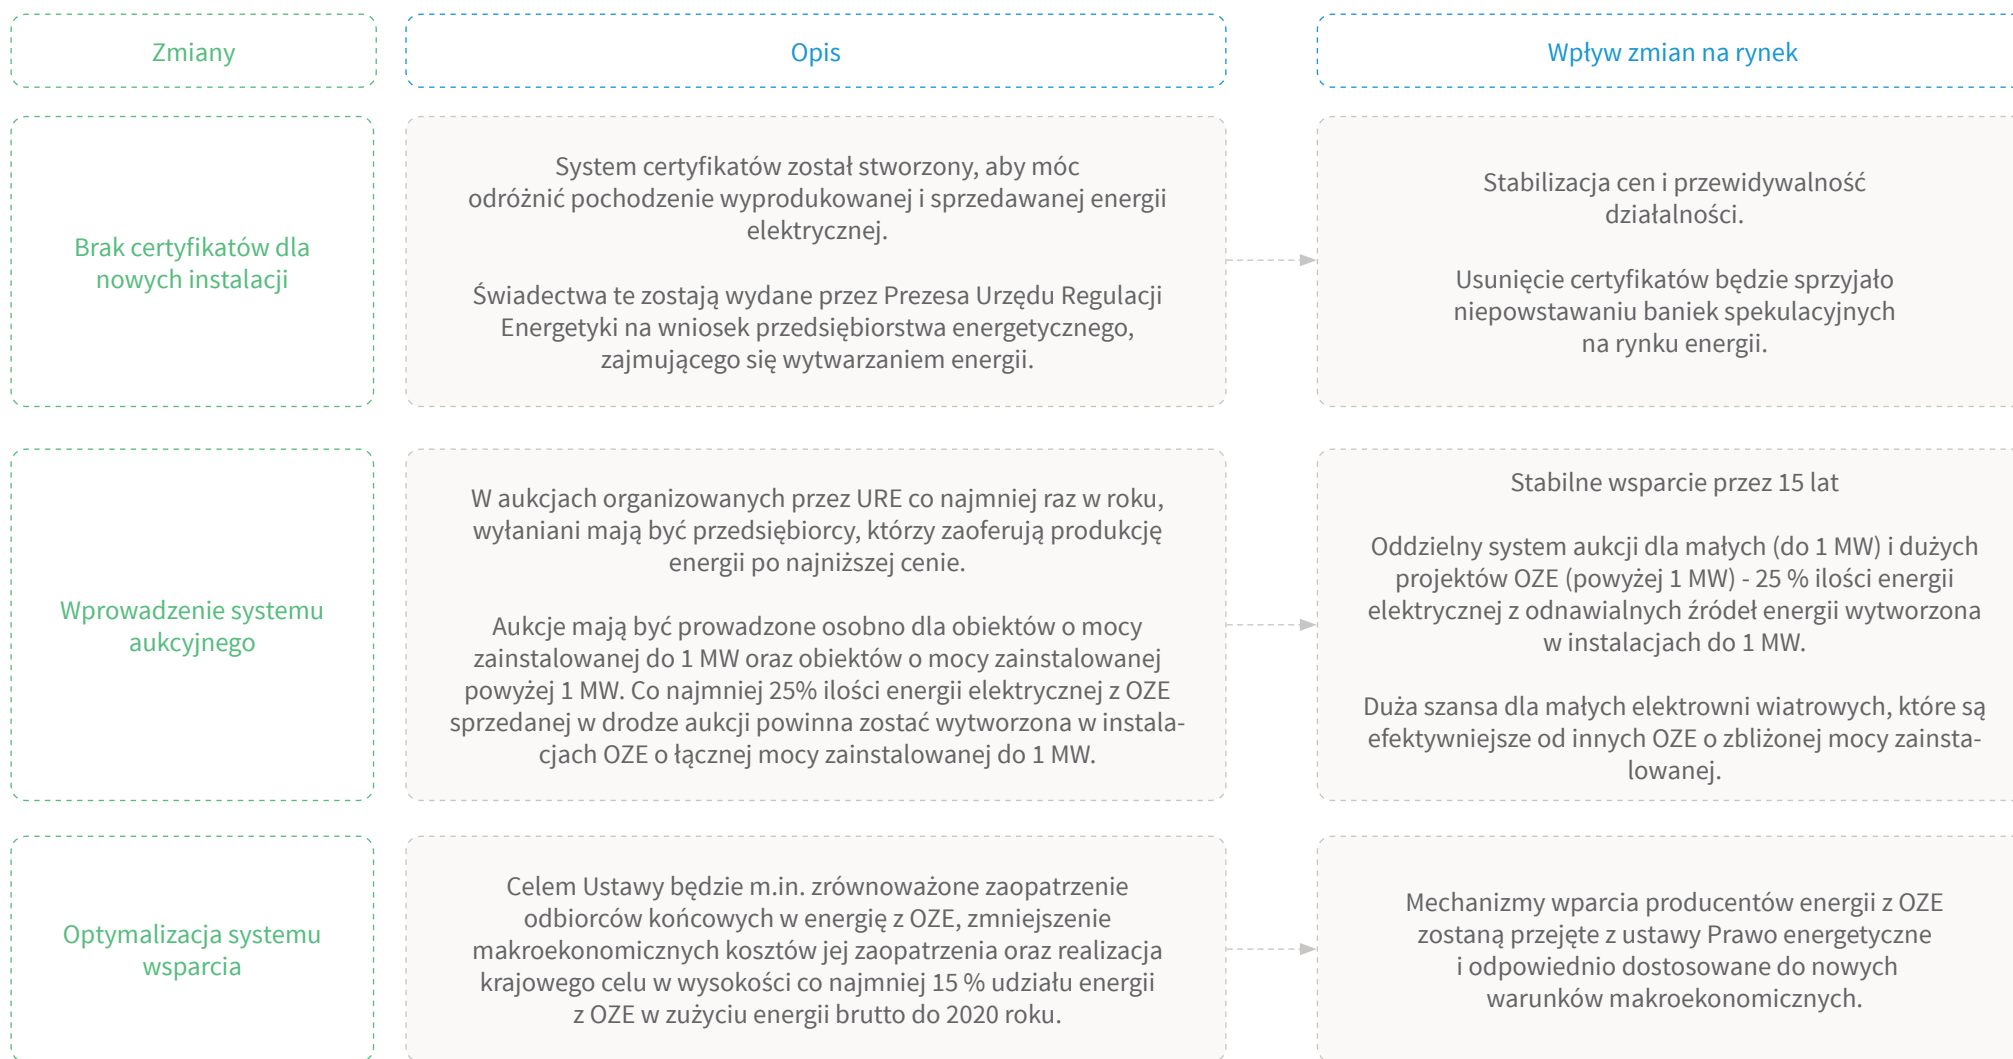 Zmiany
Opis
Wpływ zmian na rynek
Brak certyfikatów dla
nowych instalacji
System certyfikatów został stworzony, aby móc
odróżnić pochodzenie wyprodukowanej i sprzedawanej energii
elektrycznej.
Świadectwa te zostają wydane przez Prezesa Urzędu Regulacji
Energetyki na wniosek przedsiębiorstwa energetycznego,
zajmującego się wytwarzaniem energii.
Stabilizacja cen i przewidywalność
działalności.
Usunięcie certyfikatów będzie sprzyjało
niepowstawaniu baniek spekulacyjnych
na rynku energii.
Wprowadzenie systemu
aukcyjnego
W aukcjach organizowanych przez URE co najmniej raz w roku,
wyłaniani mają być przedsiębiorcy, którzy zaoferują produkcję
energii po najniższej cenie.
Aukcje mają być prowadzone osobno dla obiektów o mocy
zainstalowanej do 1 MW oraz obiektów o mocy zainstalowanej
powyżej 1 MW. Co najmniej 25% ilości energii elektrycznej z OZE
sprzedanej w drodze aukcji powinna zostać wytworzona w instala-
cjach OZE o łącznej mocy zainstalowanej do 1 MW.
Stabilne wsparcie przez 15 lat
Oddzielny system aukcji dla małych (do 1 MW) i dużych
projektów OZE (powyżej 1 MW) - 25 % ilości energii
elektrycznej z odnawialnych źródeł energii wytworzona
w instalacjach do 1 MW.
Duża szansa dla małych elektrowni wiatrowych, które są
efektywniejsze od innych OZE o zbliżonej mocy zainsta-
lowanej.
Optymalizacja systemu
wsparcia
Celem Ustawy będzie m.in. zrównoważone zaopatrzenie
odbiorców końcowych w energię z OZE, zmniejszenie
makroekonomicznych kosztów jej zaopatrzenia oraz realizacja
krajowego celu w wysokości co najmniej 15 % udziału energii
z OZE w zużyciu energii brutto do 2020 roku.
Mechanizmy wparcia producentów energii z OZE
zostaną przejęte z ustawy Prawo energetyczne
i odpowiednio dostosowane do nowych
warunków makroekonomicznych.